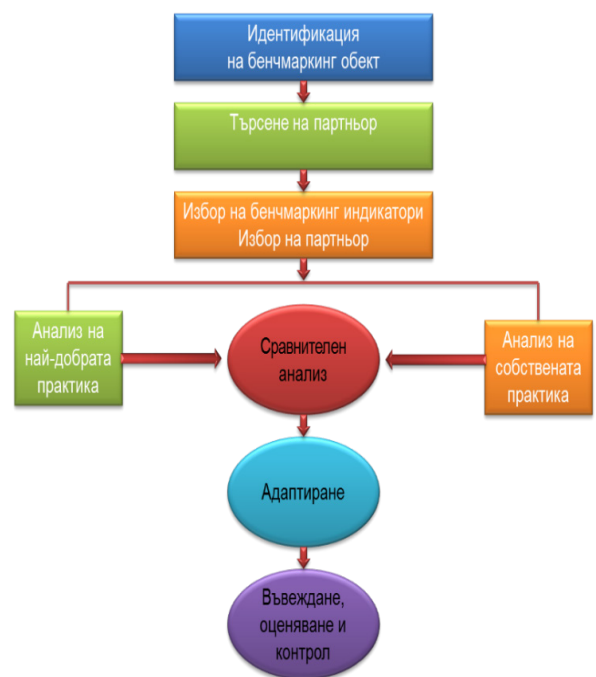 Идентификация
на бенчмаркинг обект
Търсене на партньор
Избор на бенчмаркинг индикатори
Избор на партньор
Анализ на
най-добрата
практика
Сравнителен
анализ
Анализ на
собствената
практика
Адаптиране
Въвеждане,
оценяване и
контрол